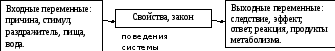 Входные переменные:
причина, стимул,
раздражитель, пища,
вода.
Свойства, закон
поведения
системы
Выходные переменные:
следствие, эффект,
ответ, реакция, продукты
метаболизма.